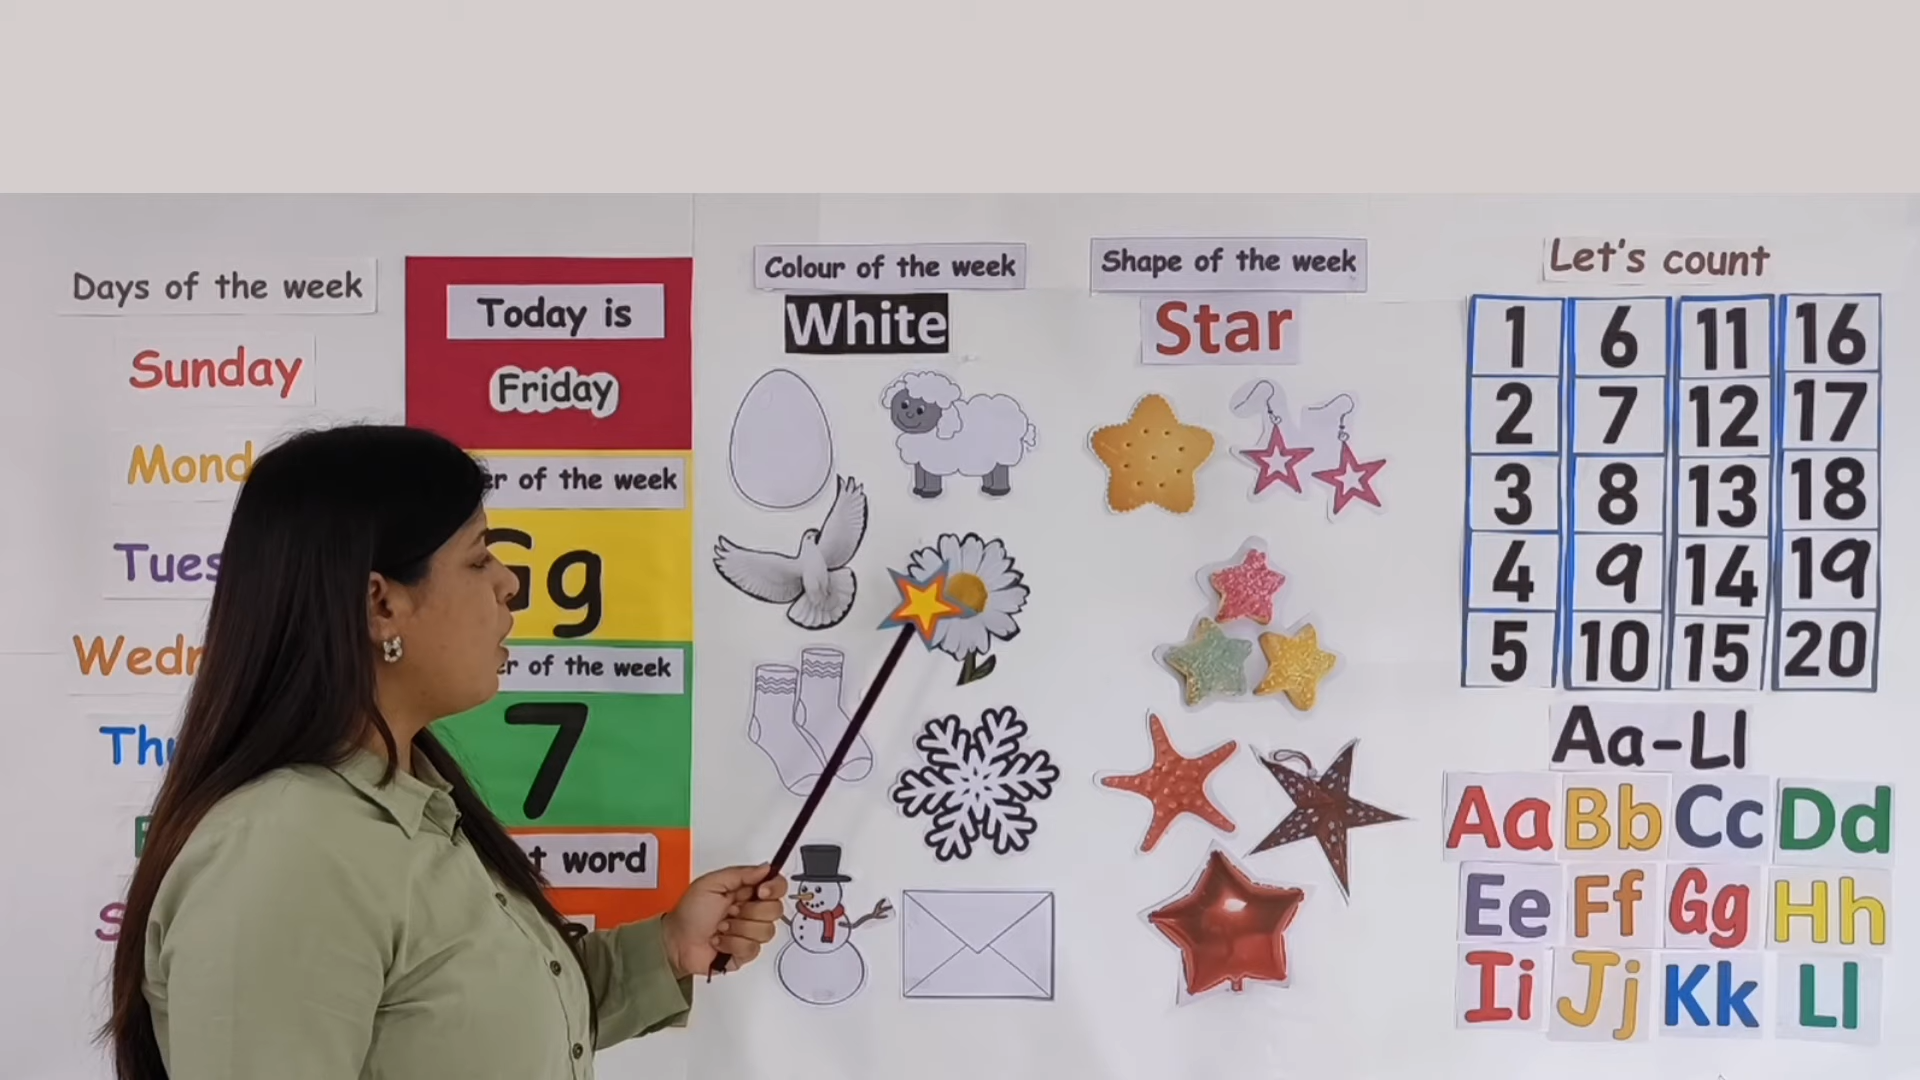 Days of the week
Sunday
Mond
Tues
Wedn
Thu
Today is
Friday
of the week
Gg
of the week
7
word
Colour of the week
White
Shape of the week
Star
Let's count
1 6 11 16
2 7 12 17
3 8 13 18
4 9 14 19
5 10 15 20
Aa-Ll
Aa Bb Cc Dd
Ee Ff Gg Hh
Ii Jj Kk Ll